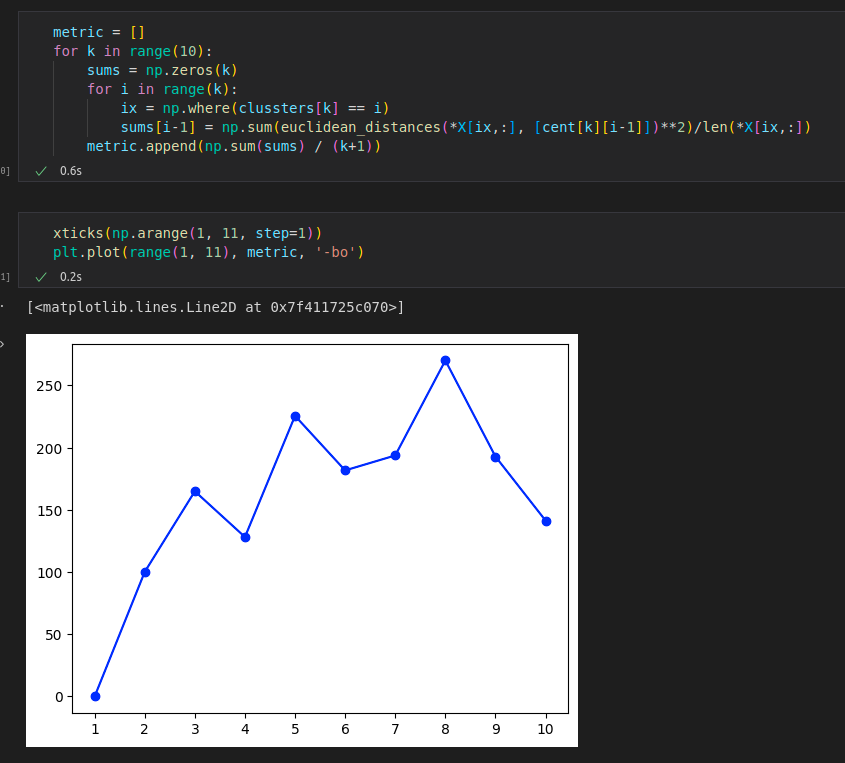 metric = []
for k in range(10):
    sums = np.zeros(k)
    for i in range(k):
        ix = np.where(clussters[k] == i)
        sums[i-1] = np.sum(euclidean_distances(*X[ix,:], [cent[k][i-1]])**2)/len(*X[ix,:])
    metric.append(np.sum(sums) / (k+1))
0]
✓ 0.6s
xticks(np.arange(1, 11, step=1))
plt.plot(range(1, 11), metric, '-bo')
1]
✓ 0.2s
[<matplotlib.lines.Line2D at 0x7f411725c070>]
250
200
150
100
50
0
1 2 3 4 5 6 7 8 9 10